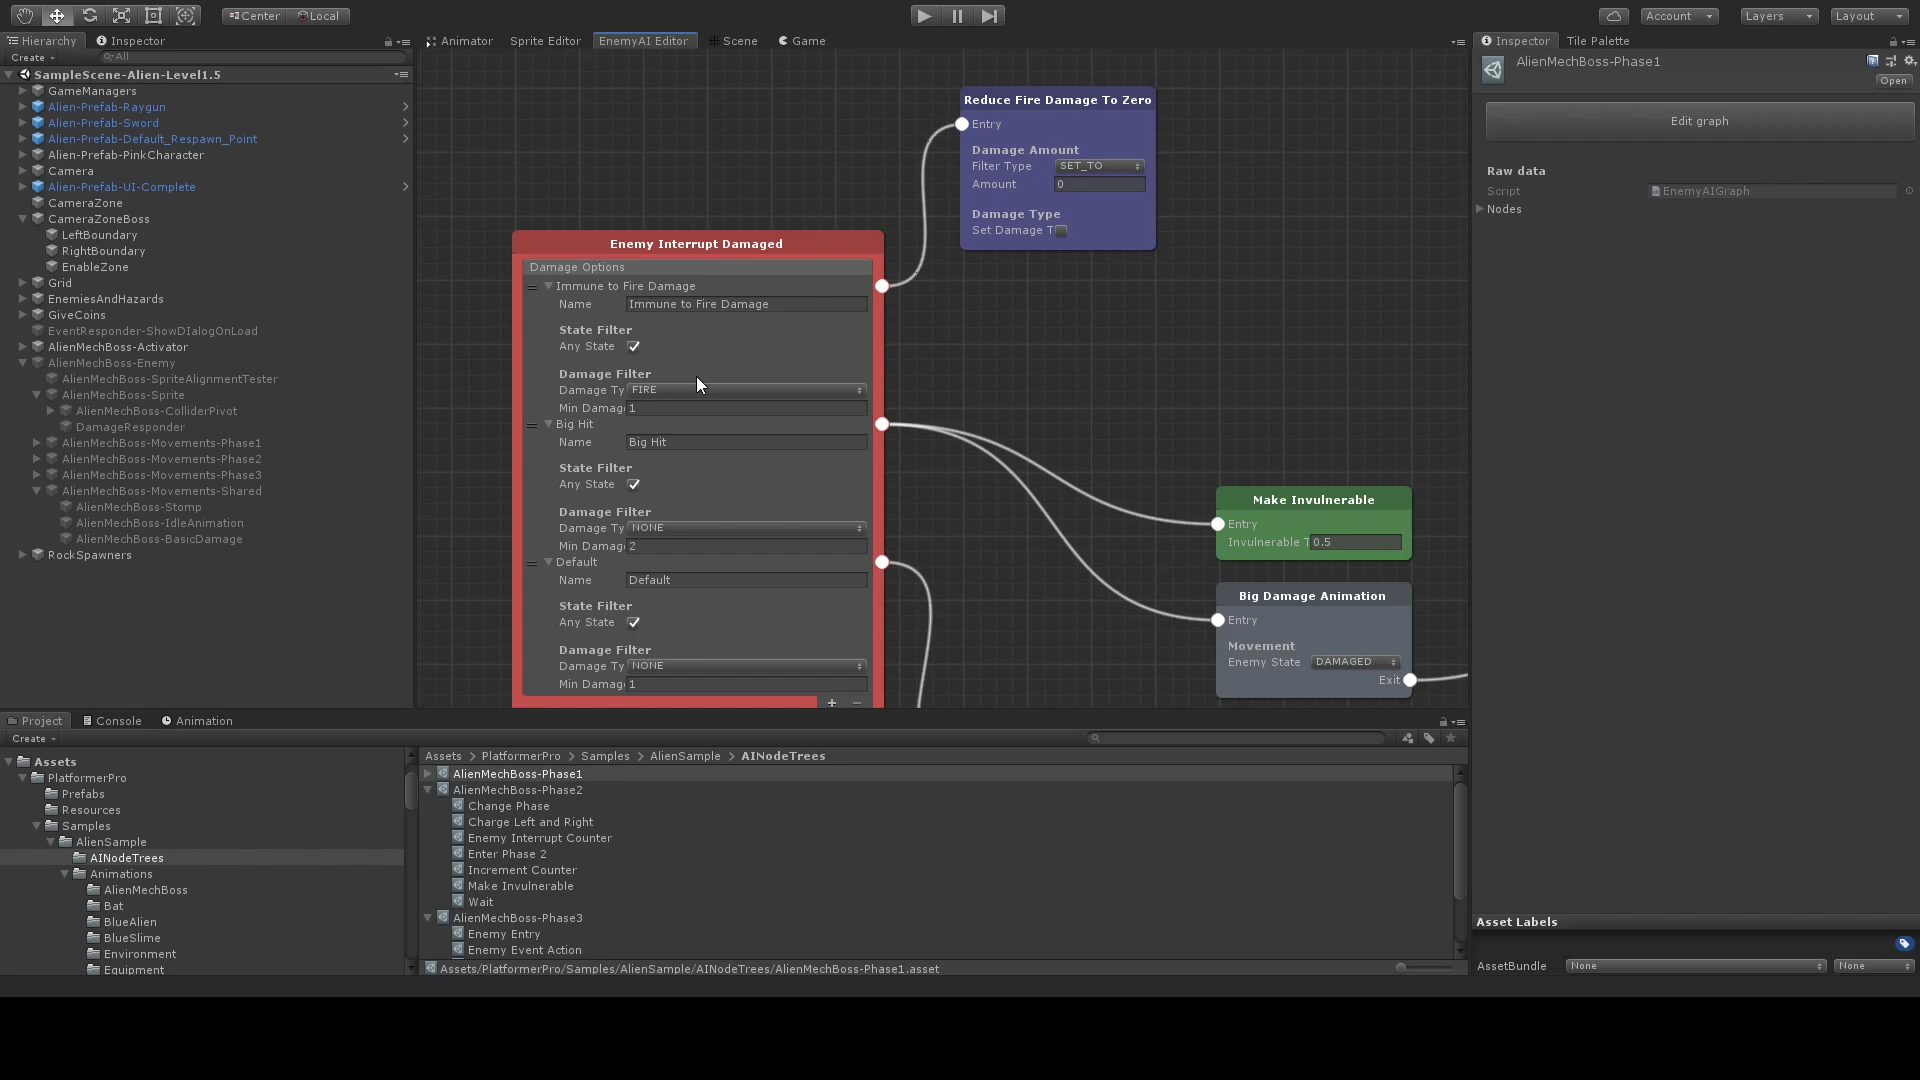 Center
Local
Account
Layers
Layout
Hierarchy
Inspector
Create
All
SampleScene-Alien-Level1.5
GameManagers
Alien-Prefab-Raygun
Alien-Prefab-Sword
Alien-Prefab-Default_Respawn_Point
Alien-Prefab-PinkCharacter
Camera
Alien-Prefab-UI-Complete
CameraZone
CameraZoneBoss
LeftBoundary
RightBoundary
EnableZone
Grid
EnemiesAndHazards
GiveCoins
EventResponder-ShowDIalogOnLoad
AlienMechBoss-Activator
AlienMechBoss-Enemy
AlienMechBoss-SpriteAlignmentTester
AlienMechBoss-Sprite
AlienMechBoss-ColliderPivot
DamageResponder
AlienMechBoss-Movements-Phase1
AlienMechBoss-Movements-Phase2
AlienMechBoss-Movements-Phase3
AlienMechBoss-Movements-Shared
AlienMechBoss-Stomp
AlienMechBoss-IdleAnimation
AlienMechBoss-BasicDamage
RockSpawners
Animator
Sprite Editor
EnemyAI Editor
Scene
Game
Reduce Fire Damage To Zero
Entry
Damage Amount
Filter Type SET_TO
Amount 0
Damage Type
Set Damage T
Enemy Interrupt Damaged
Damage Options
Immune to Fire Damage
Name Immune to Fire Damage
State Filter
Any State
Damage Filter
Damage Ty FIRE
Min Damag 1
Big Hit
Name Big Hit
State Filter
Any State
Damage Filter
Damage Ty NONE
Min Damag 2
Default
Name Default
State Filter
Any State
Damage Filter
Damage Ty NONE
Min Damag 1
Make Invulnerable
Entry
Invulnerable T 0.5
Big Damage Animation
Entry
Movement
Enemy State DAMAGED
Exit
Inspector
Tile Palette
AlienMechBoss-Phase1
Open
Edit graph
Raw data
Script EnemyAIGraph
Nodes
Asset Labels
AssetBundle None None
Project
Console
Animation
Create
Assets
PlatformerPro
Prefabs
Resources
Samples
AlienSample
AINodeTrees
Animations
AlienMechBoss
Bat
BlueAlien
BlueSlime
Environment
Equipment
Assets > PlatformerPro > Samples > AlienSample > AINodeTrees
AlienMechBoss-Phase1
AlienMechBoss-Phase2
Change Phase
Charge Left and Right
Enemy Interrupt Counter
Enter Phase 2
Increment Counter
Make Invulnerable
Wait
AlienMechBoss-Phase3
Enemy Entry
Enemy Event Action
Assets/PlatformerPro/Samples/AlienSample/AINodeTrees/AlienMechBoss-Phase1.asset